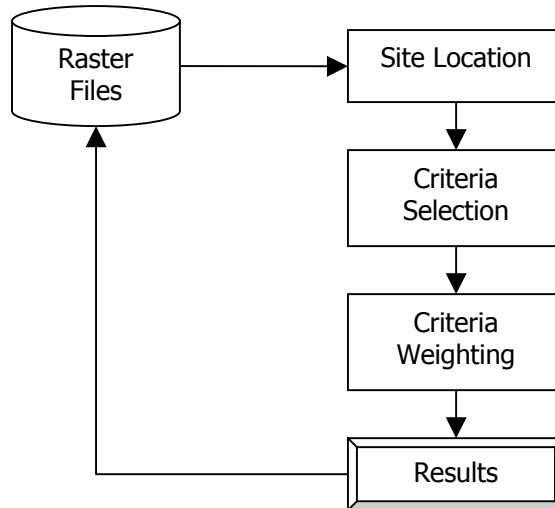 Raster
Files
Site Location
Criteria
Selection
Criteria
Weighting
Results